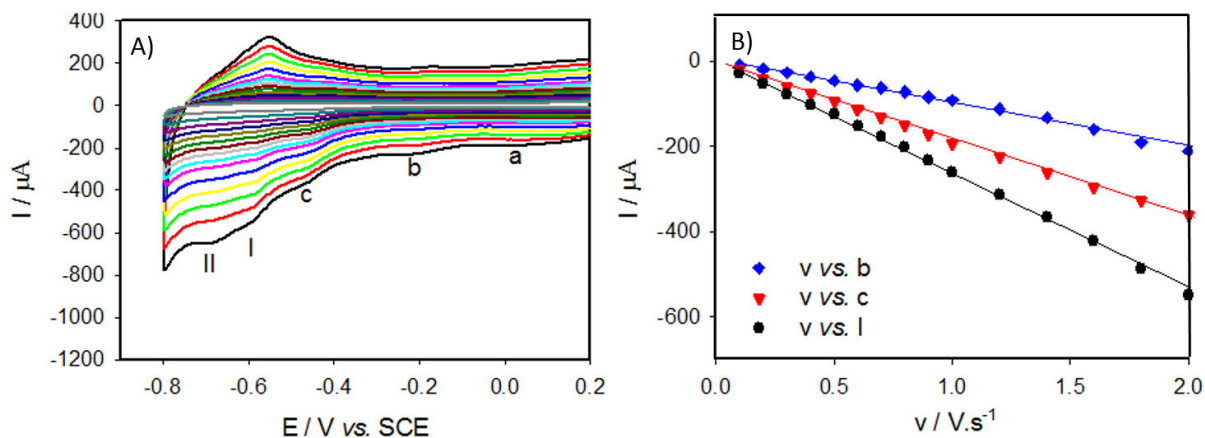 A)
I / µA
400
200
0
-200
-400
-600
-800
-1000
-1200
a
b
c
I
II
-0.8
-0.6
-0.4
-0.2
0.0
0.2
E / V vs. SCE
B)
I / µA
0
-200
-400
-600
v vs. b
v vs. c
v vs. I
0.0
0.5
1.0
1.5
2.0
v / V.s-1